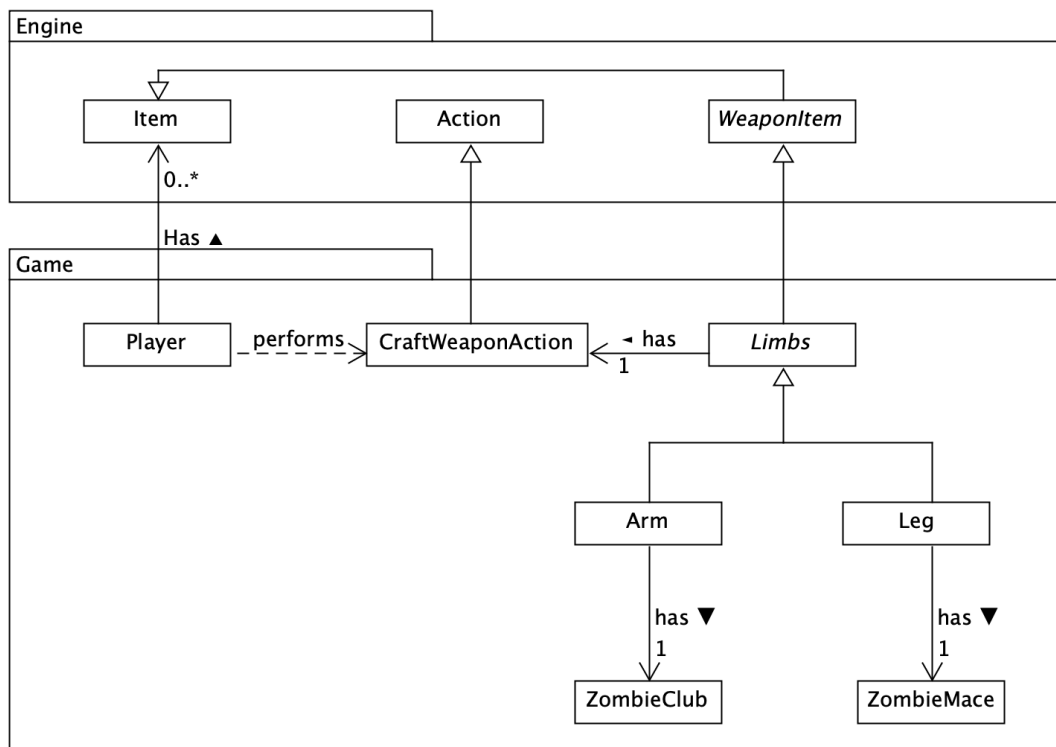 Engine
Item
Action
WeaponItem
0..*
Has ▲
Game
Player
performs
CraftWeaponAction
◄ has
1
Limbs
Arm
Leg
has ▼
1
has ▼
1
ZombieClub
ZombieMace